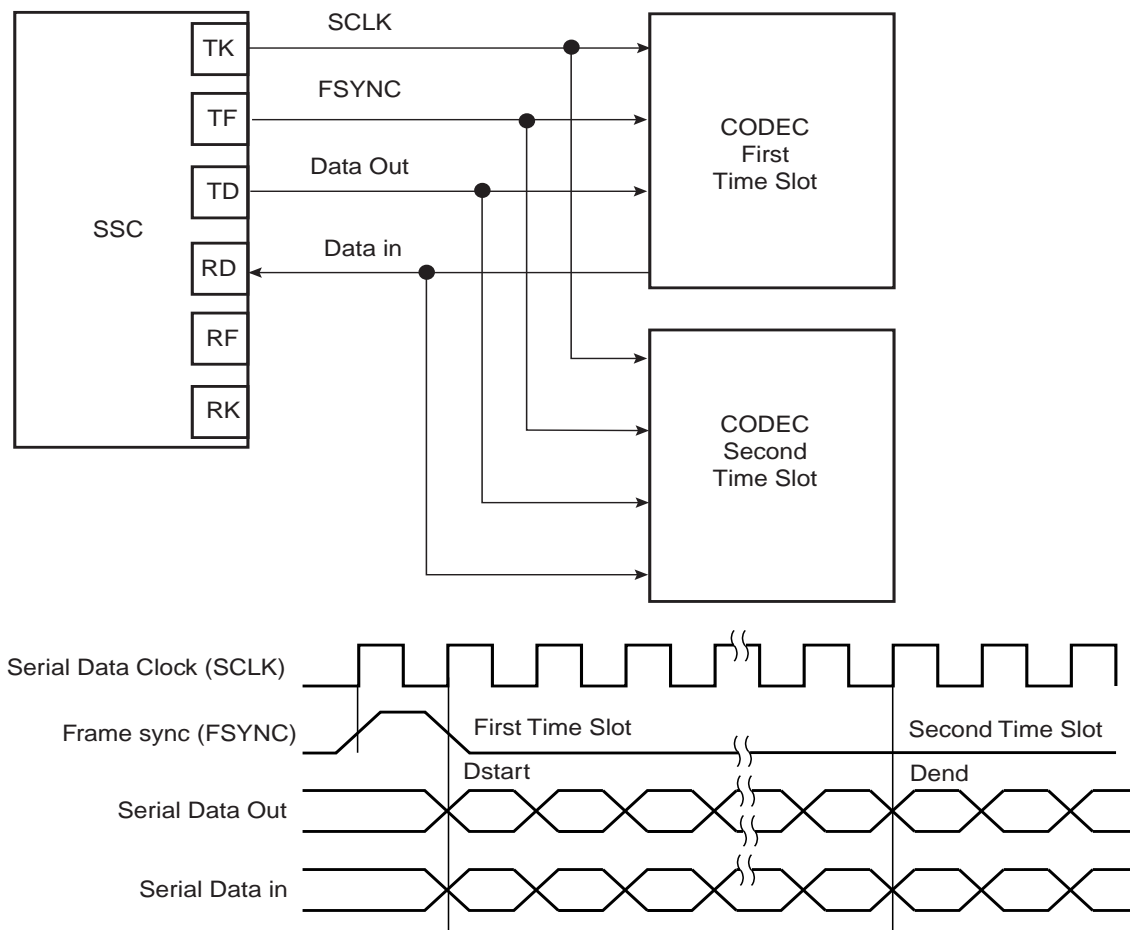 SSC
TK
TF
TD
RD
RF
RK
SCLK
FSYNC
Data Out
Data in
CODEC
First
Time Slot
CODEC
Second
Time Slot
Serial Data Clock (SCLK)
Frame sync (FSYNC)
First Time Slot
Second Time Slot
Dstart
Dend
Serial Data Out
Serial Data in